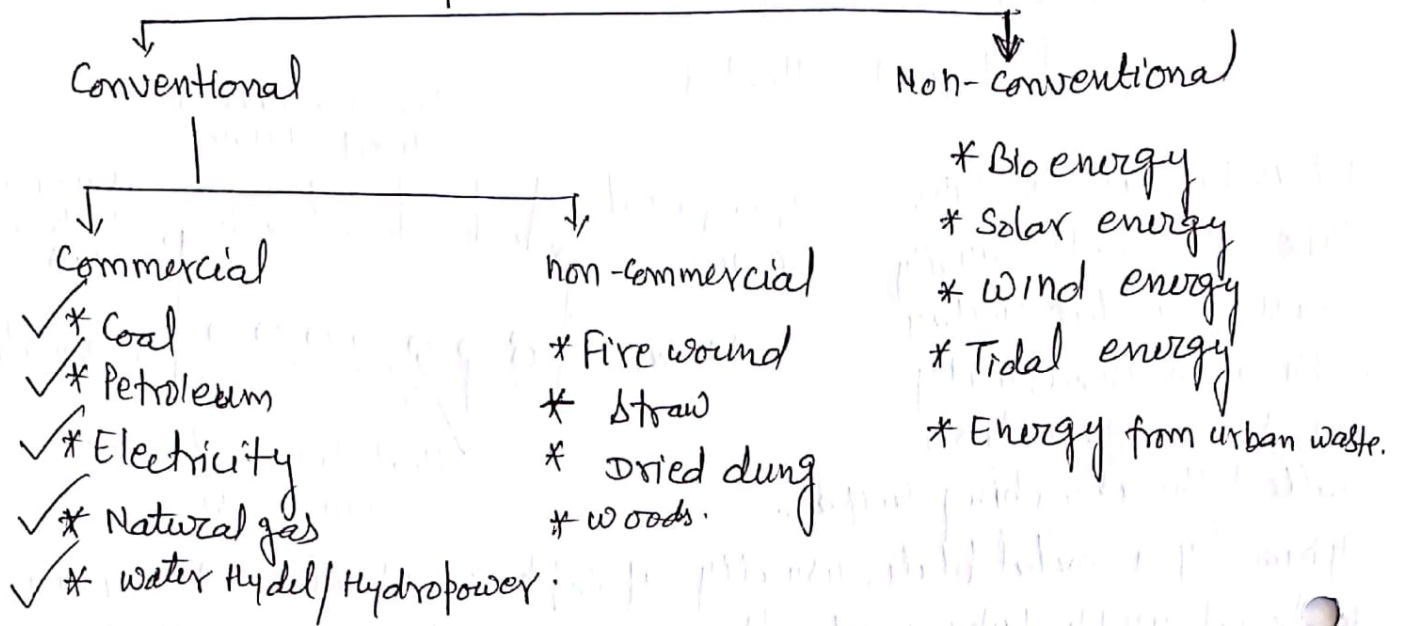 Conventional
Non-conventional
Commercial
* Coal
* Petroleum
* Electricity
* Natural gas
* water Hydel/Hydropower.
non-commercial
* Fire wound
* Straw
* Dried dung
* woods.
* Bio energy
* Solar energy
* Wind energy
* Tidal energy
* Energy from urban waste.